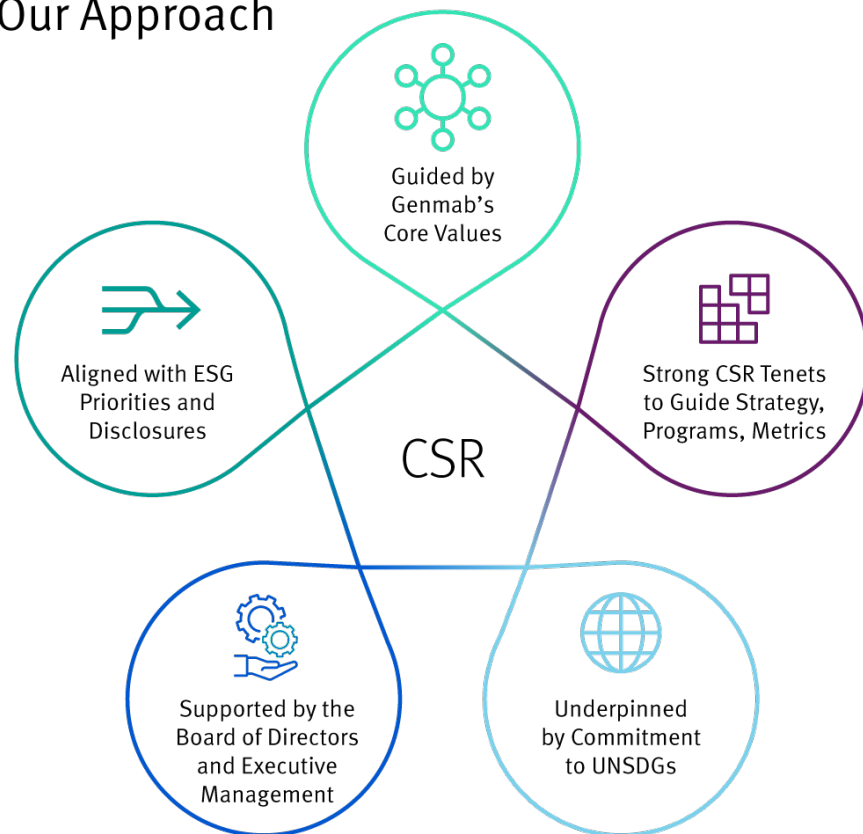 Our Approach
Guided by
Genmab’s
Core Values
Aligned with ESG
Priorities and
Disclosures
Strong CSR Tenets
to Guide Strategy,
Programs, Metrics
CSR
Supported by the
Board of Directors
and Executive
Management
Underpinned
by Commitment
to UNSDGs